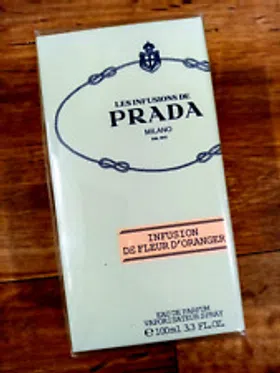 LES INFUSIONS DE
PRADA
MILANO
INFUSION
DE FLEUR D'ORANGER
EAU DE PARFUM
VAPORISATEUR SPRAY
℮ 100ml 3.3 FL.OZ.